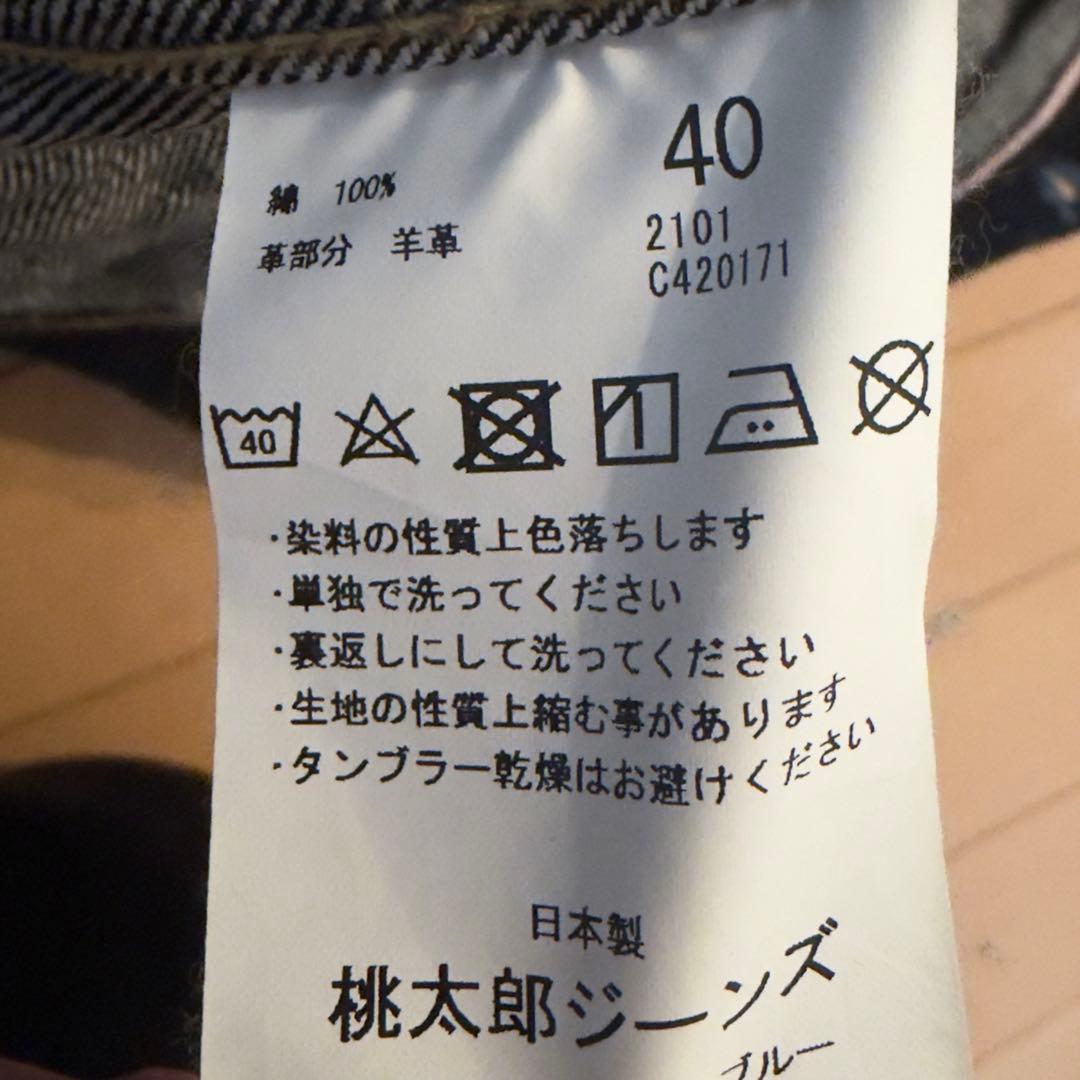 40
綿 100%
2101
革部分 羊革
C420171
40
・染料の性質上色落ちします
・単独で洗ってください
・裏返しにして洗ってください
・生地の性質上縮む事があります
・タンブラー乾燥はお避けください
日本製
桃太郎ジーンズ
ブルー